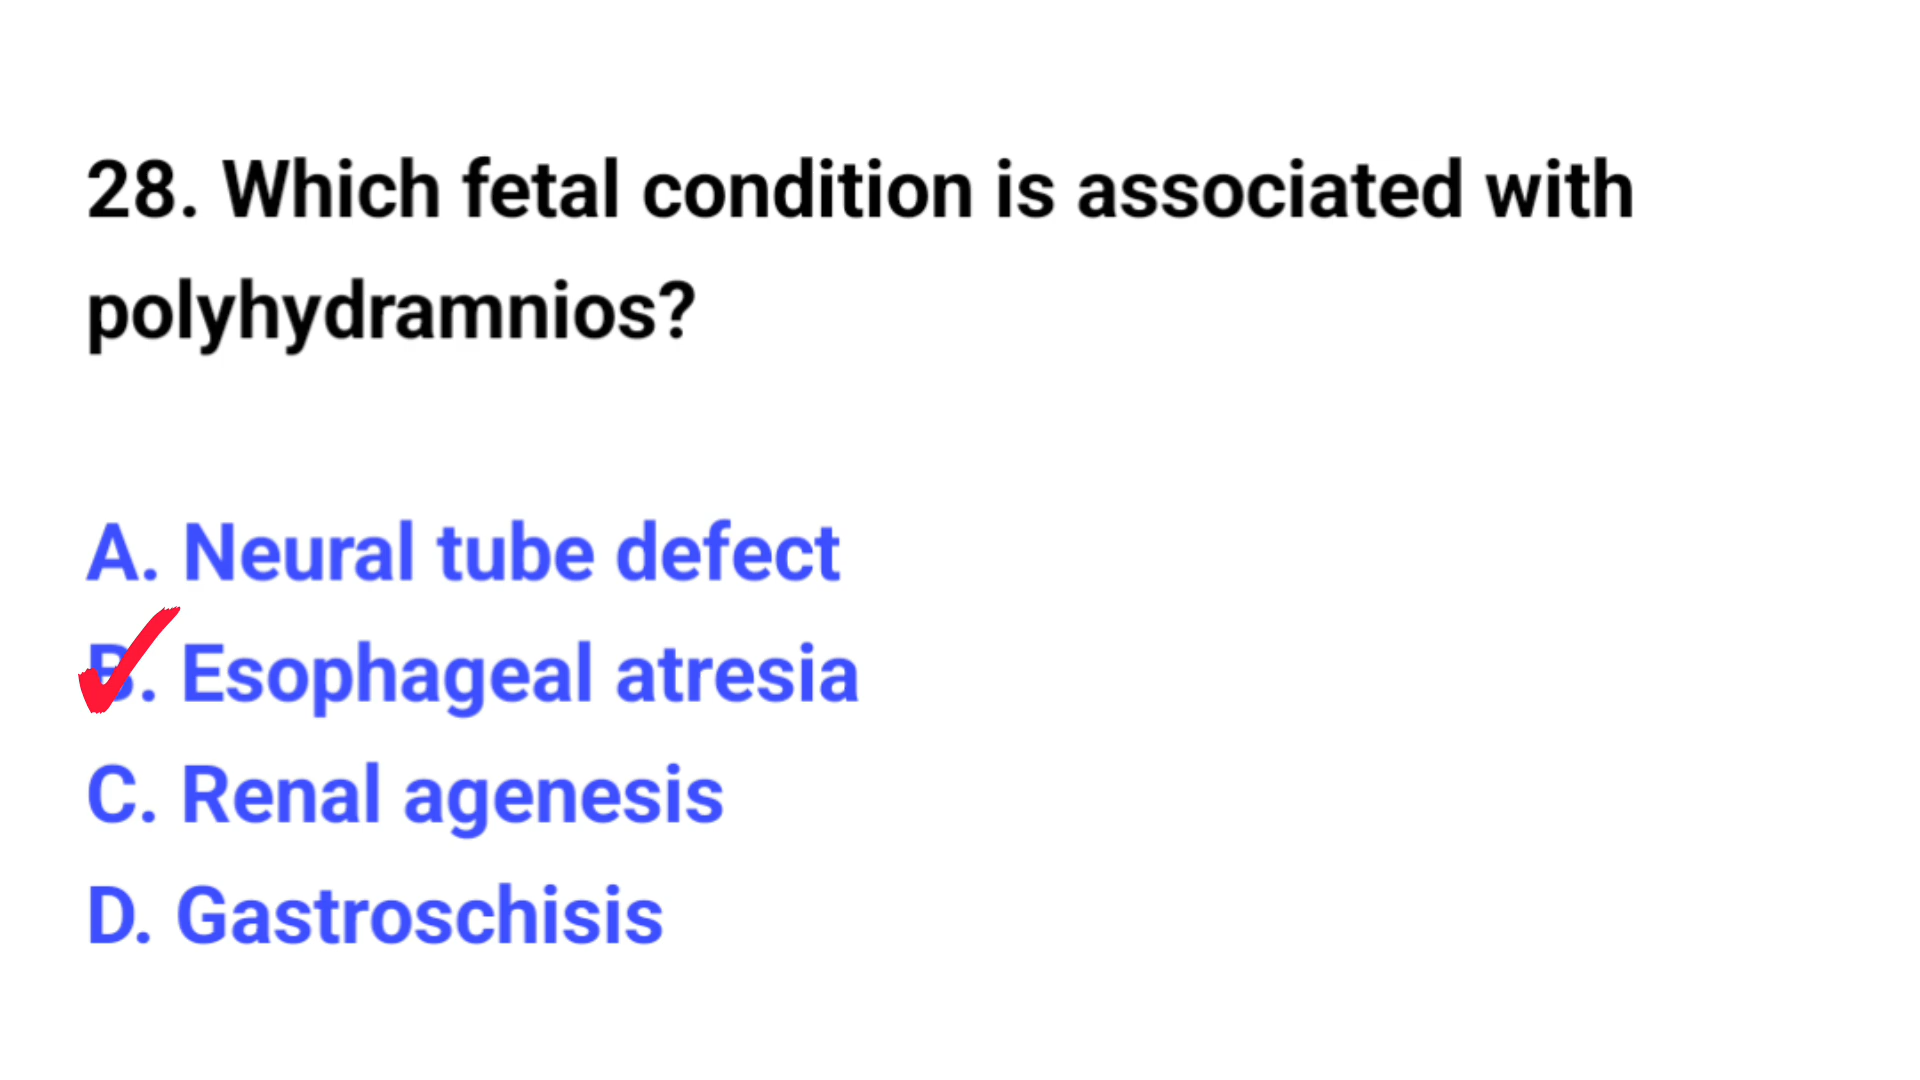 28. Which fetal condition is associated with
polyhydramnios?
A. Neural tube defect
B. Esophageal atresia
C. Renal agenesis
D. Gastroschisis